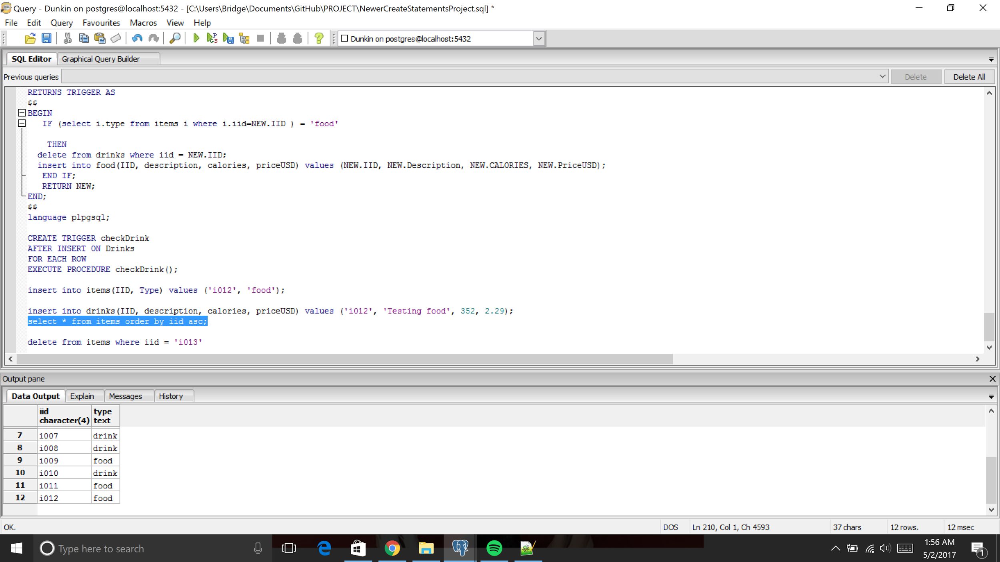 Query - Dunkin on postgres@localhost:5432 - [C:\Users\Bridge\Documents\GitHub\PROJECT\NewerCreateStatementsProject.sql] *
File Edit Query Favourites Macros View Help
Dunkin on postgres@localhost:5432
SQL Editor Graphical Query Builder
Previous queries Delete Delete All
RETURNS TRIGGER AS
$$
BEGIN
IF (select i.type from items i where i.iid=NEW.IID ) = 'food'
THEN
delete from drinks where iid = NEW.IID;
insert into food(IID, description, calories, priceUSD) values (NEW.IID, NEW.Description, NEW.CALORIES, NEW.PriceUSD);
END IF;
RETURN NEW;
END;
$$
language plpgsql;
CREATE TRIGGER checkDrink
AFTER INSERT ON Drinks
FOR EACH ROW
EXECUTE PROCEDURE checkDrink();
insert into items(IID, Type) values ('i012', 'food');
insert into drinks(IID, description, calories, priceUSD) values ('i012', 'Testing food', 352, 2.29);
select * from items order by iid asc;
delete from items where iid = 'i013'
Output pane
Data Output Explain Messages History
iid type
character(4) text
7 i007 drink
8 i008 drink
9 i009 food
10 i010 drink
11 i011 food
12 i012 food
OK. DOS Ln 210, Col 1, Ch 4593 37 chars 12 rows. 12 msec
Type here to search
1:56 AM
5/2/2017
1